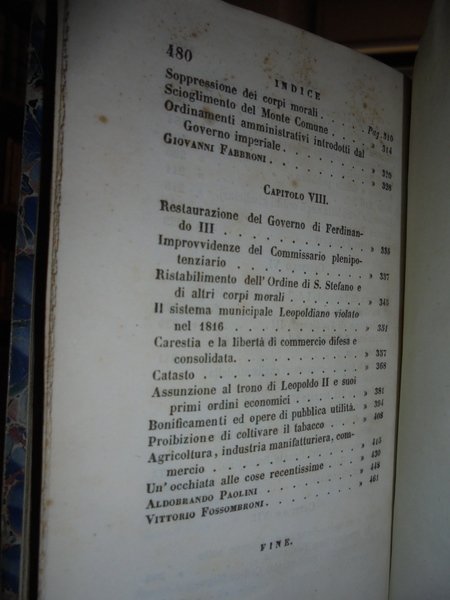 480
INDICE
Soppressione dei corpi morali . . . . Pag. 310
Scioglimento del Monte Comune . . . . » 314
Ordinamenti amministrativi introdotti dal
Governo imperiale . . . . . . . . » 320
GIOVANNI FABBRONI . . . . . . . . » 328
CAPITOLO VIII.
Restaurazione del Governo di Ferdinan-
do III . . . . . . . . » 335
Improvvidenze del Commissario plenipo-
tenziario . . . . . . . . » 337
Ristabilimento dell'Ordine di S. Stefano e
di altri corpi morali . . . . . . »
Il sistema municipale Leopoldiano violato
nel 1816 . . . . . . . . » 351
Carestia e la libertà di commercio difesa e
consolidata. . . . . . . . » 357
Catasto . . . . . . . . » 368
Assunzione al trono di Leopoldo II e suoi
primi ordini economici . . . . . » 381
Bonificamenti ed opere di pubblica utilità. » 394
Proibizione di coltivare il tabacco . . . » 408
Agricoltura, industria manifatturiera, com-
mercio . . . . . . . . » 415
Un'occhiata alle cose recentissime . . . » 430
ALDOBRANDO PAOLINI . . . . . . . » 448
VITTORIO FOSSOMBRONI . . . . . . . » 461
FINE.